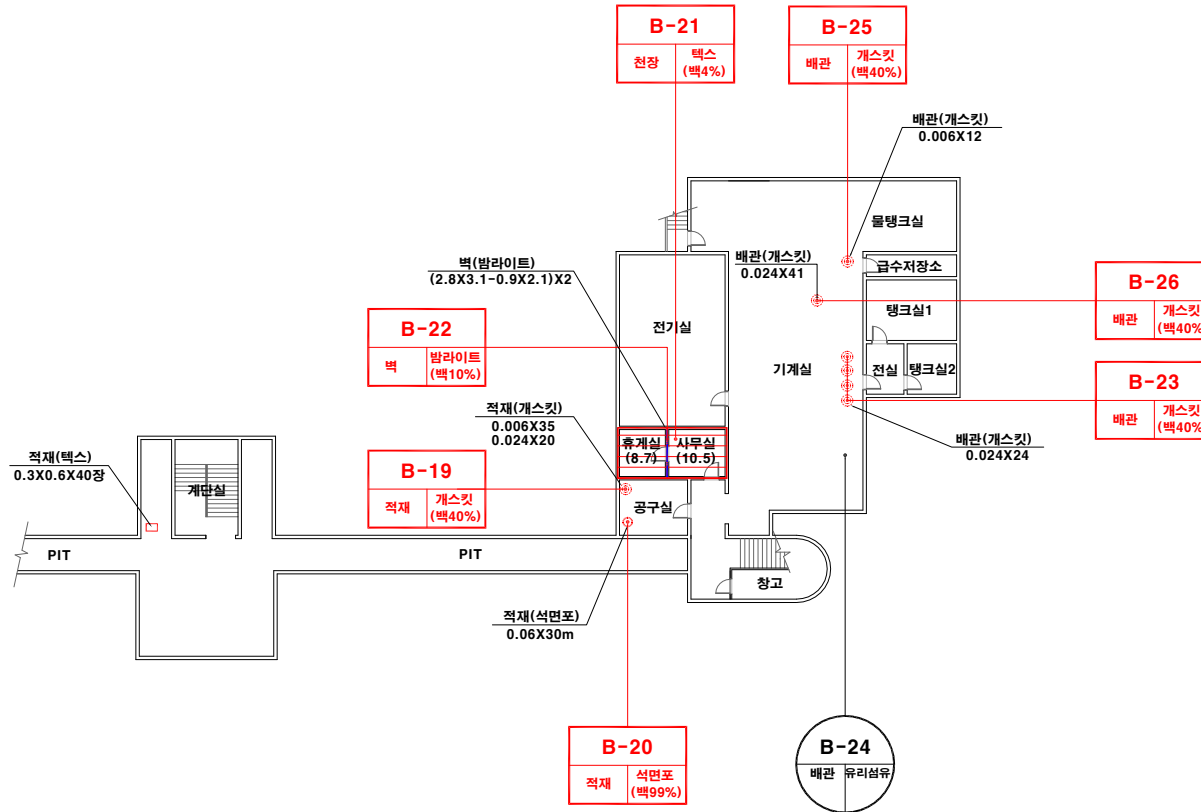 B-21
천장
텍스
(백4%)
B-25
배관
개스킷
(백40%)
배관(개스킷)
0.006X12
물탱크실
벽(밤라이트)
(2.8X3.1-0.9X2.1)X2
배관(개스킷)
0.024X41
급수저장소
B-26
배관
개스킷
(백40%
탱크실1
B-22
벽
밤라이트
(백10%)
전기실
기계실
전실
탱크실2
B-23
배관
개스킷
(백40%
적재(개스킷)
0.006X35
0.024X20
휴게실
(8.7)
사무실
(10.5)
배관(개스킷)
0.024X24
적재(텍스)
0.3X0.6X40장
계단실
B-19
적재
개스킷
(백40%)
공구실
PIT
PIT
창고
적재(석면포)
0.06X30m
B-20
적재
석면포
(백99%)
B-24
배관
유리섬유